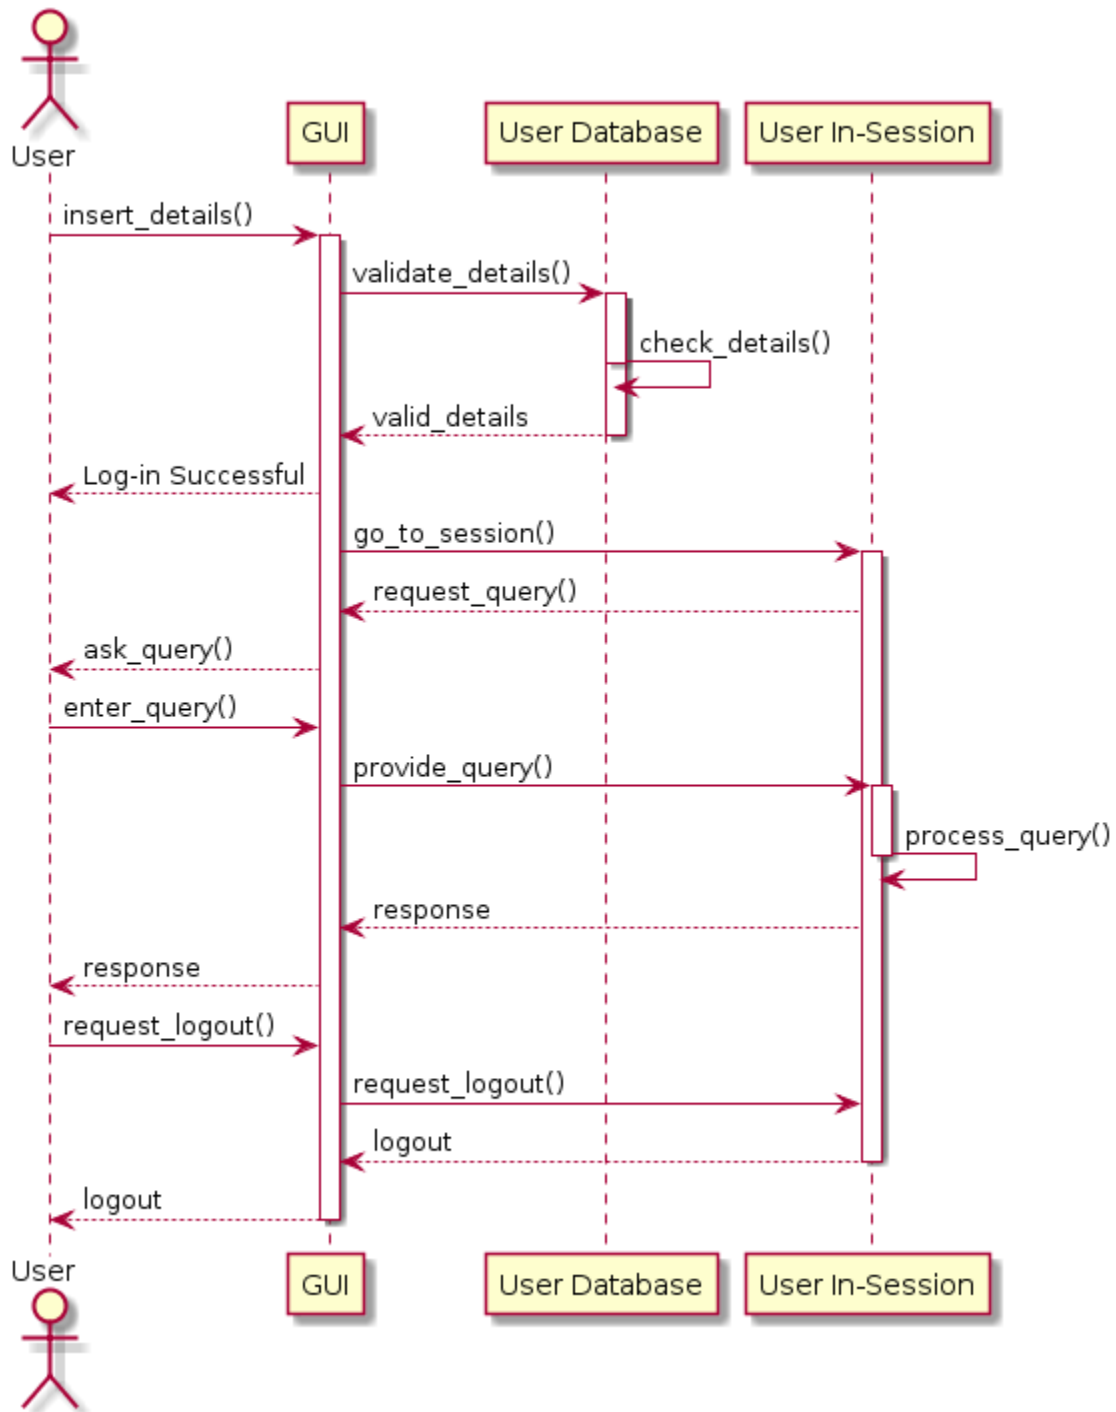 User
GUI
User Database
User In-Session
insert_details()
validate_details()
check_details()
valid_details
Log-in Successful
go_to_session()
request_query()
ask_query()
enter_query()
provide_query()
process_query()
response
response
request_logout()
request_logout()
logout
logout
User
GUI
User Database
User In-Session